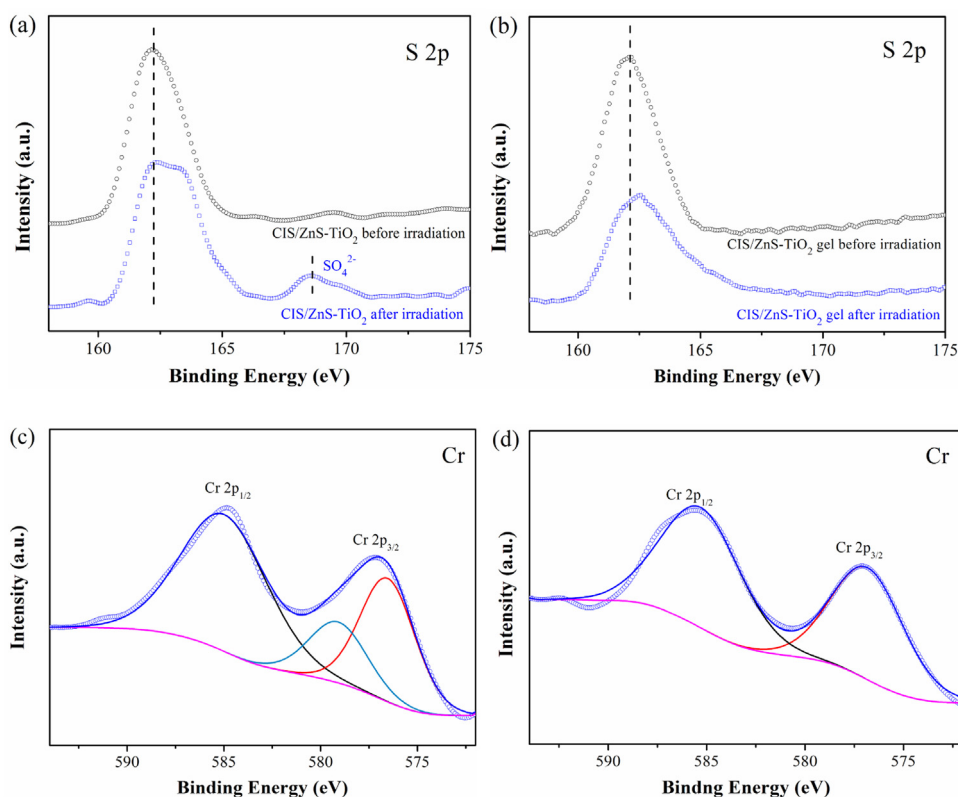 (a)
S 2p
Intensity (a.u.)
CIS/ZnS-TiO₂ before irradiation
SO₄²⁻
CIS/ZnS-TiO₂ after irradiation
160 165 170 175
Binding Energy (eV)
(b)
S 2p
Intensity (a.u.)
CIS/ZnS-TiO₂ gel before irradiation
CIS/ZnS-TiO₂ gel after irradiation
160 165 170 175
Binding Energy (eV)
(c)
Cr
Cr 2p₁/₂
Cr 2p₃/₂
Intensity (a.u.)
590 585 580 575
Bindng Energy (eV)
(d)
Cr
Cr 2p₁/₂
Cr 2p₃/₂
Intensity (a.u.)
590 585 580 575
Bindng Energy (eV)